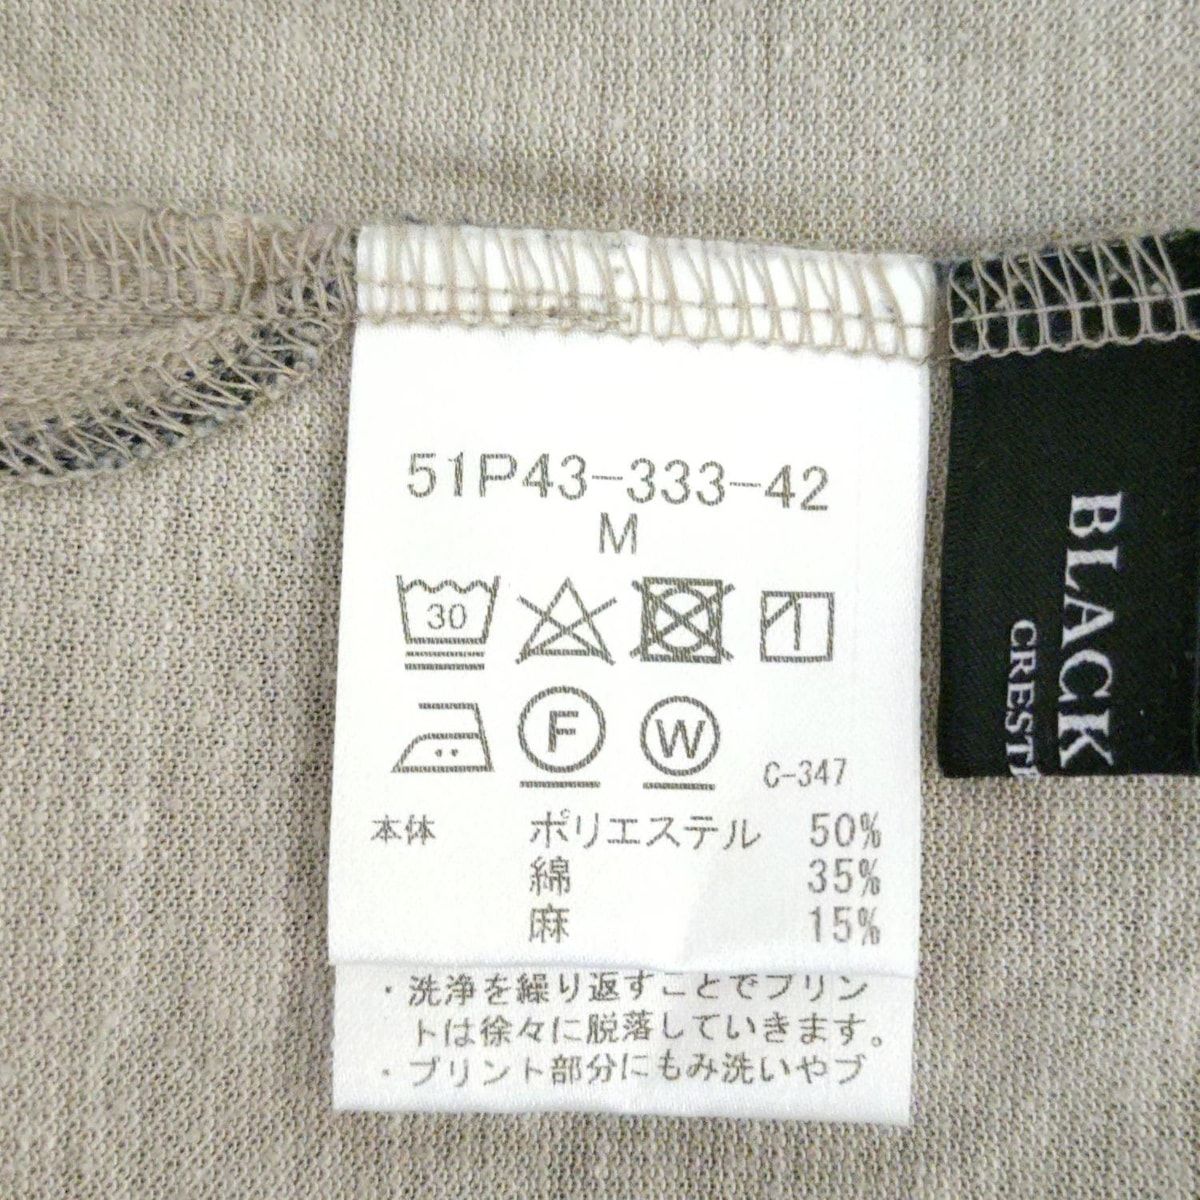 51P43-333-42
M
30
F
W
C-347
本体 ポリエステル 50%
綿 35%
麻 15%
・洗浄を繰り返すことでプリン
トは徐々に脱落していきます。
・プリント部分にもみ洗いやブ
BLACK